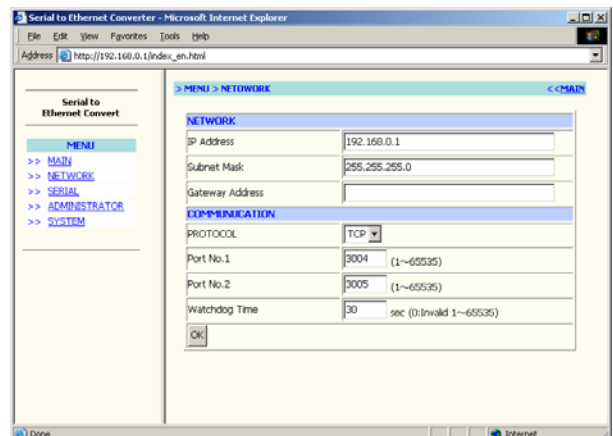 Serial to Ethernet Converter - Microsoft Internet Explorer
File Edit View Favorites Tools Help
Address http://192.168.0.1/index_en.html
Serial to
Ethernet Convert
MENU
>> MAIN
>> NETWORK
>> SERIAL
>> ADMINISTRATOR
>> SYSTEM
> MENU > NETOWORK <<MAIN
NETWORK
IP Address 192.168.0.1
Subnet Mask 255.255.255.0
Gateway Address
COMMUNUCATION
PROTOCOL TCP
Port No.1 3004 (1~65535)
Port No.2 3005 (1~65535)
Watchdog Time 30 sec (0:Invalid 1~65535)
OK
Done Internet